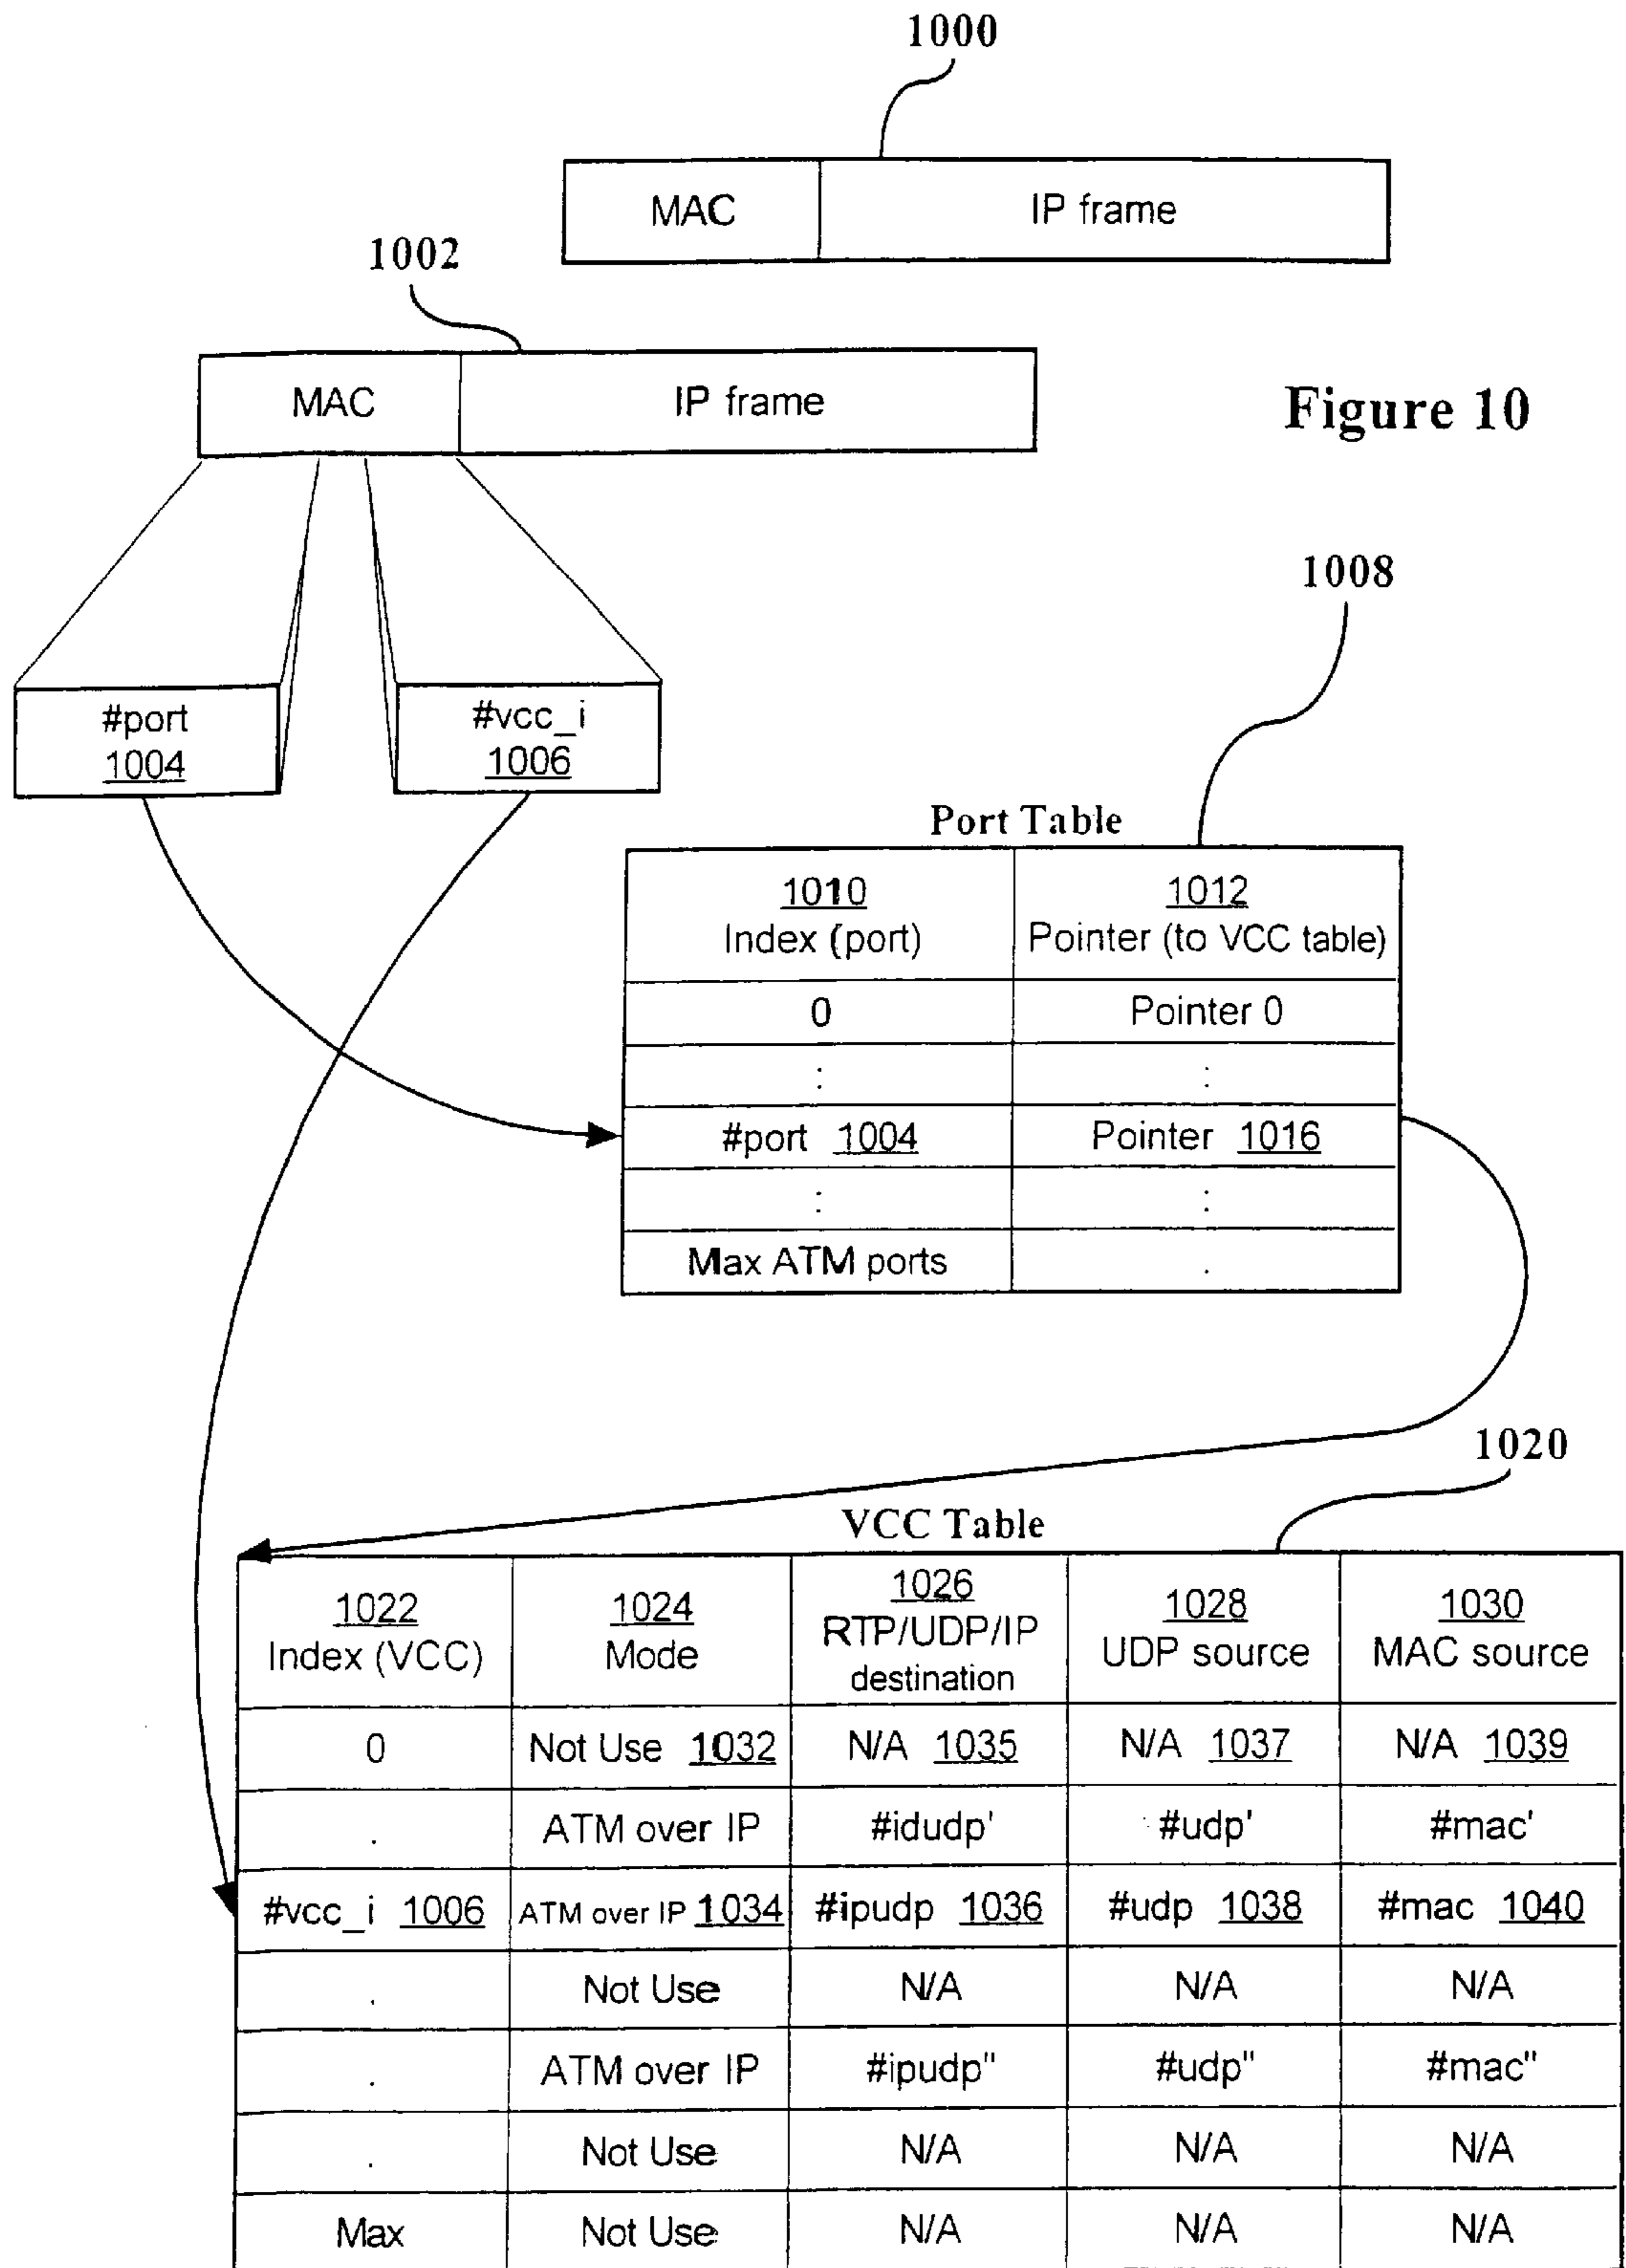 1000
MAC IP frame
1002
MAC IP frame
Figure 10
1008
#port
1004
#vcc_i
1006
Port Table
1010
Index (port)
1012
Pointer (to VCC table)
0 Pointer 0
: :
#port 1004 Pointer 1016
: :
Max ATM ports .
1020
VCC Table
1022
Index (VCC)
1024
Mode
1026
RTP/UDP/IP
destination
1028
UDP source
1030
MAC source
0 Not Use 1032 N/A 1035 N/A 1037 N/A 1039
. ATM over IP #idudp' #udp' #mac'
#vcc_i 1006 ATM over IP 1034 #ipudp 1036 #udp 1038 #mac 1040
. Not Use N/A N/A N/A
. ATM over IP #ipudp" #udp" #mac"
. Not Use N/A N/A N/A
Max Not Use N/A N/A N/A